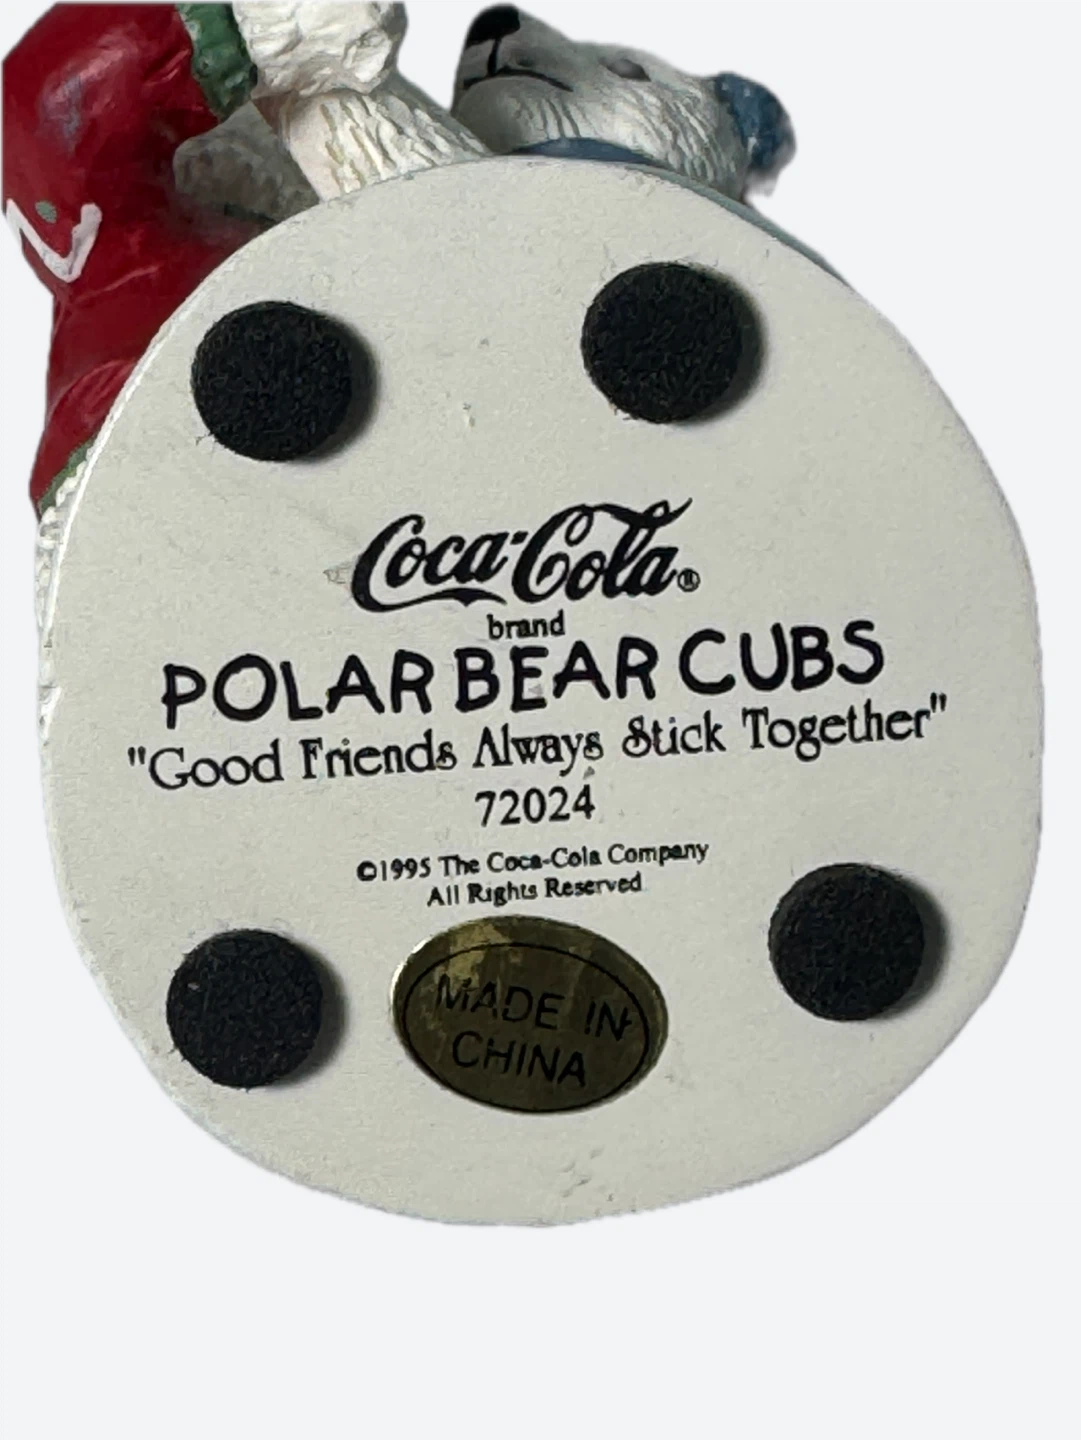 Coca-Cola®
brand
POLAR BEAR CUBS
"Good Friends Always Stick Together"
72024
©1995 The Coca-Cola Company
All Rights Reserved
MADE IN
CHINA